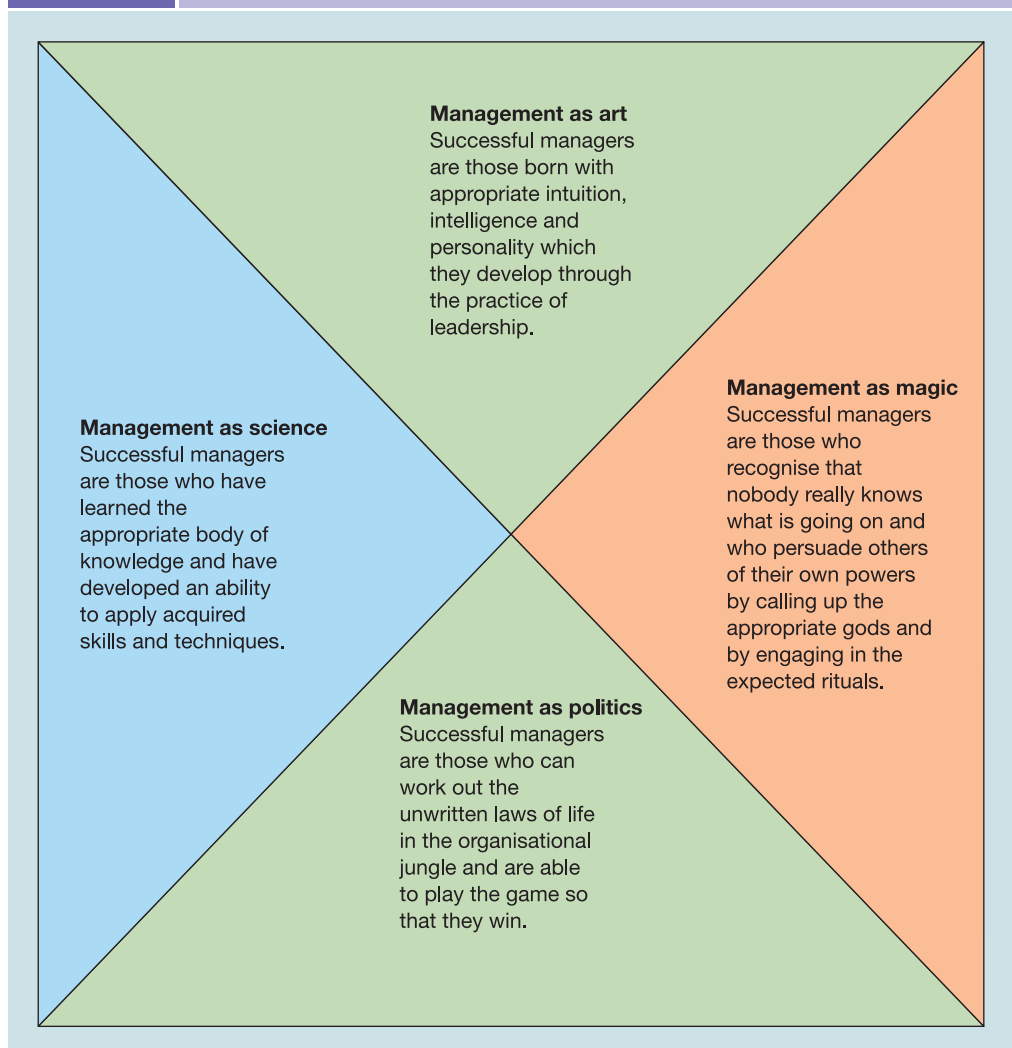 Management as art
Successful managers
are those born with
appropriate intuition,
intelligence and
personality which
they develop through
the practice of
leadership.
Management as science
Successful managers
are those who have
learned the
appropriate body of
knowledge and have
developed an ability
to apply acquired
skills and techniques.
Management as magic
Successful managers
are those who
recognise that
nobody really knows
what is going on and
who persuade others
of their own powers
by calling up the
appropriate gods and
by engaging in the
expected rituals.
Management as politics
Successful managers
are those who can
work out the
unwritten laws of life
in the organisational
jungle and are able
to play the game so
that they win.